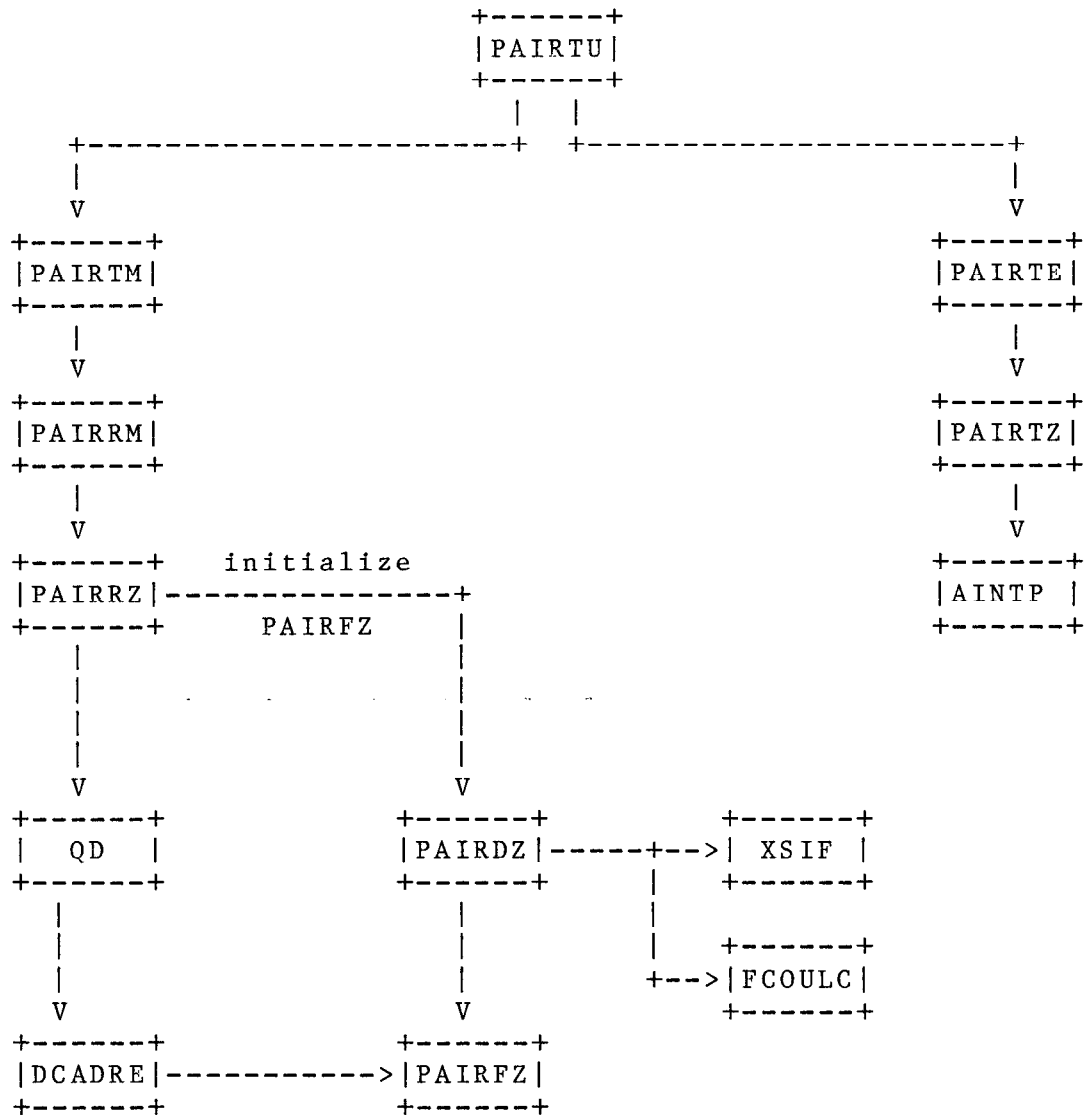 PAIRTU
PAIRTM PAIRTE
PAIRRM PAIRTZ
initialize
PAIRRZ AINTP
PAIRFZ
QD PAIRDZ XSIF
FCOULC
DCADRE PAIRFZ